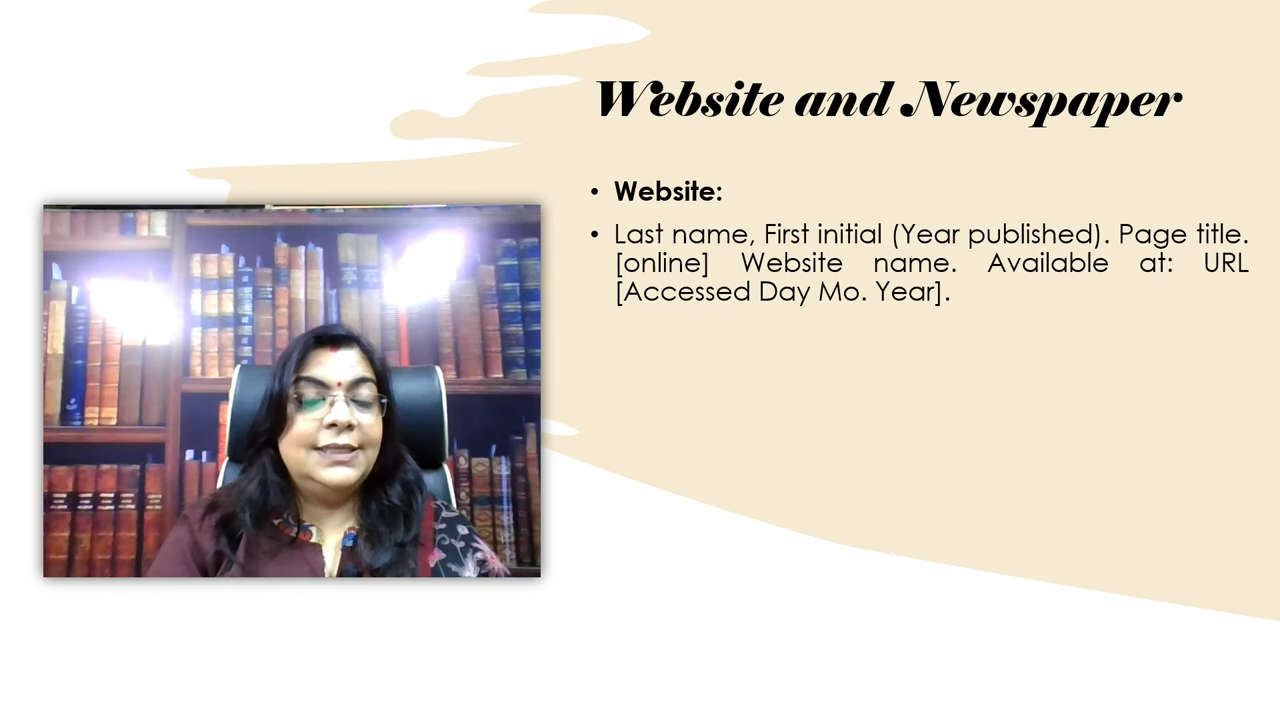 Website and Newspaper
• Website:
• Last name, First initial (Year published). Page title.
[online] Website name. Available at: URL
[Accessed Day Mo. Year].